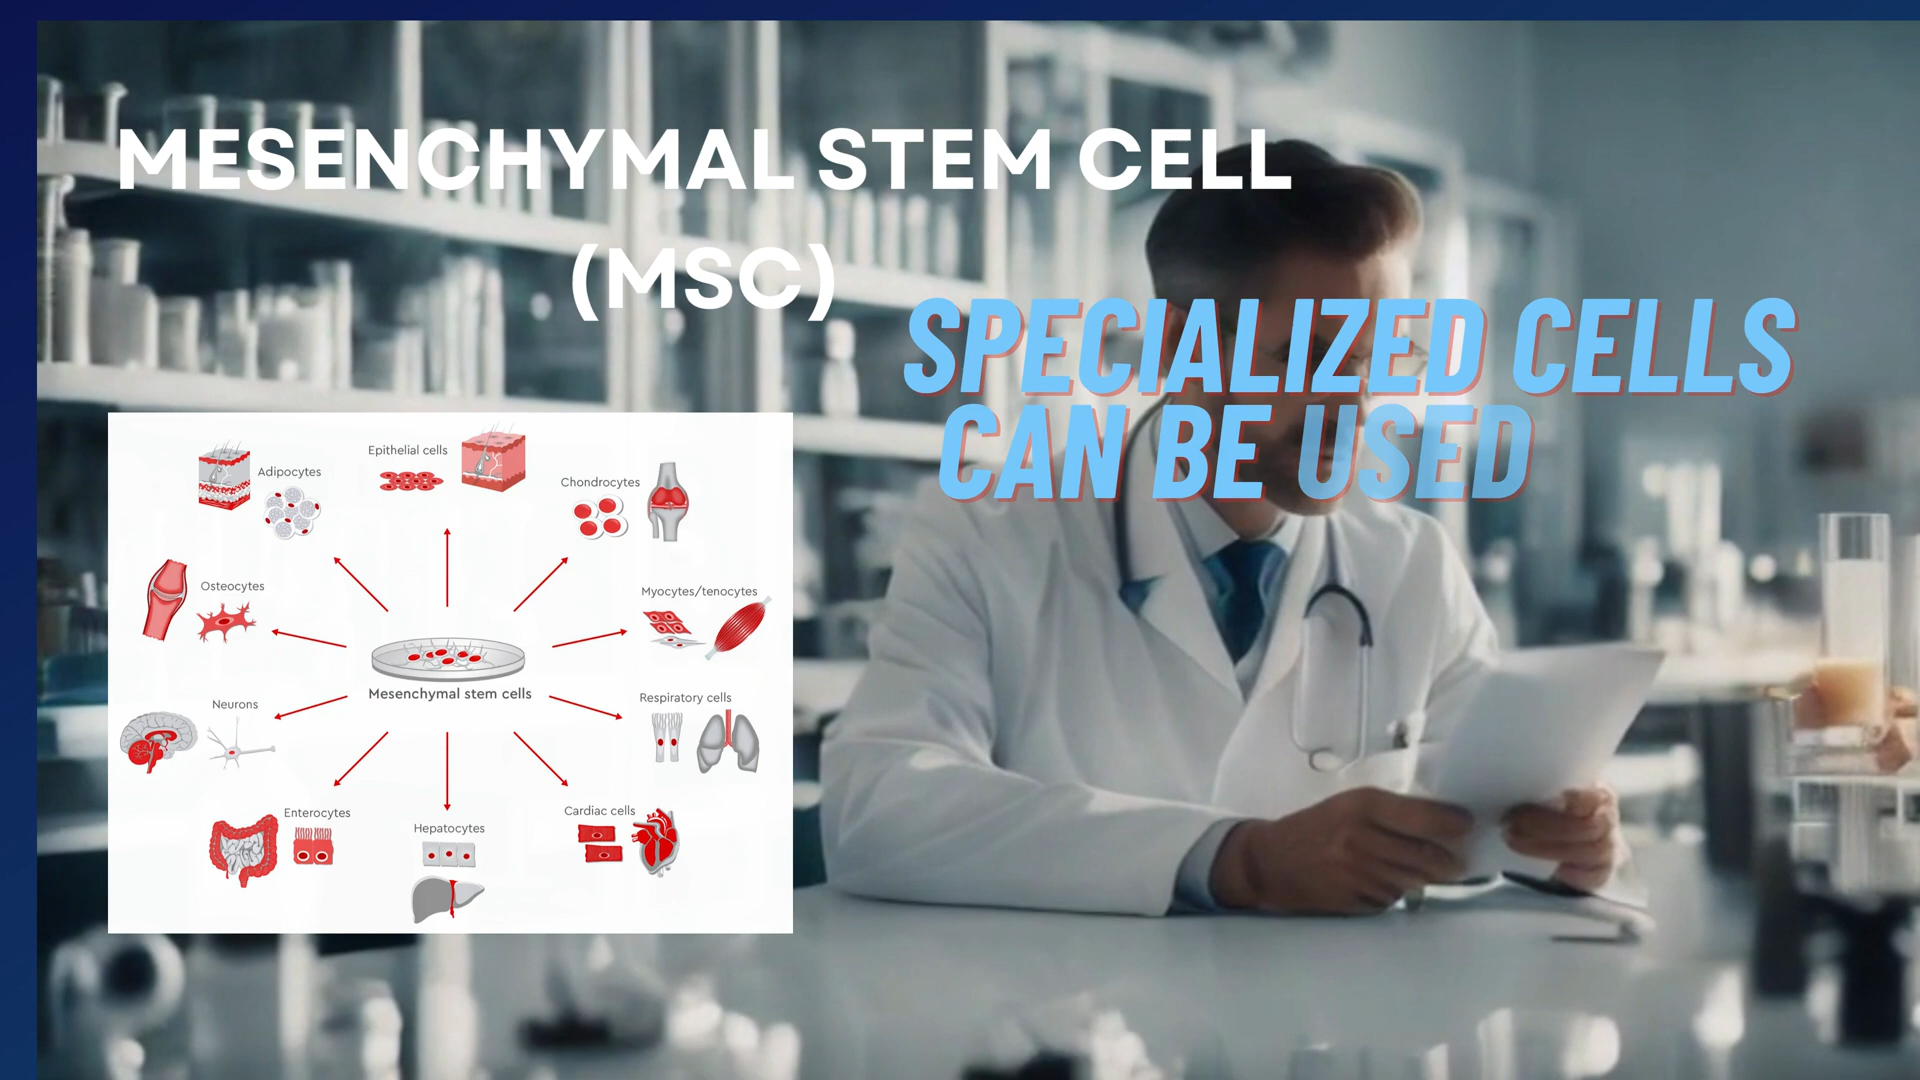 MESENCHYMAL STEM CELL
(MSC)
SPECIALIZED CELLS
CAN BE USED
Epithelial cells
Adipocytes
Chondrocytes
Osteocytes
Myocytes/tenocytes
Mesenchymal stem cells
Neurons
Respiratory cells
Enterocytes
Cardiac cells
Hepatocytes